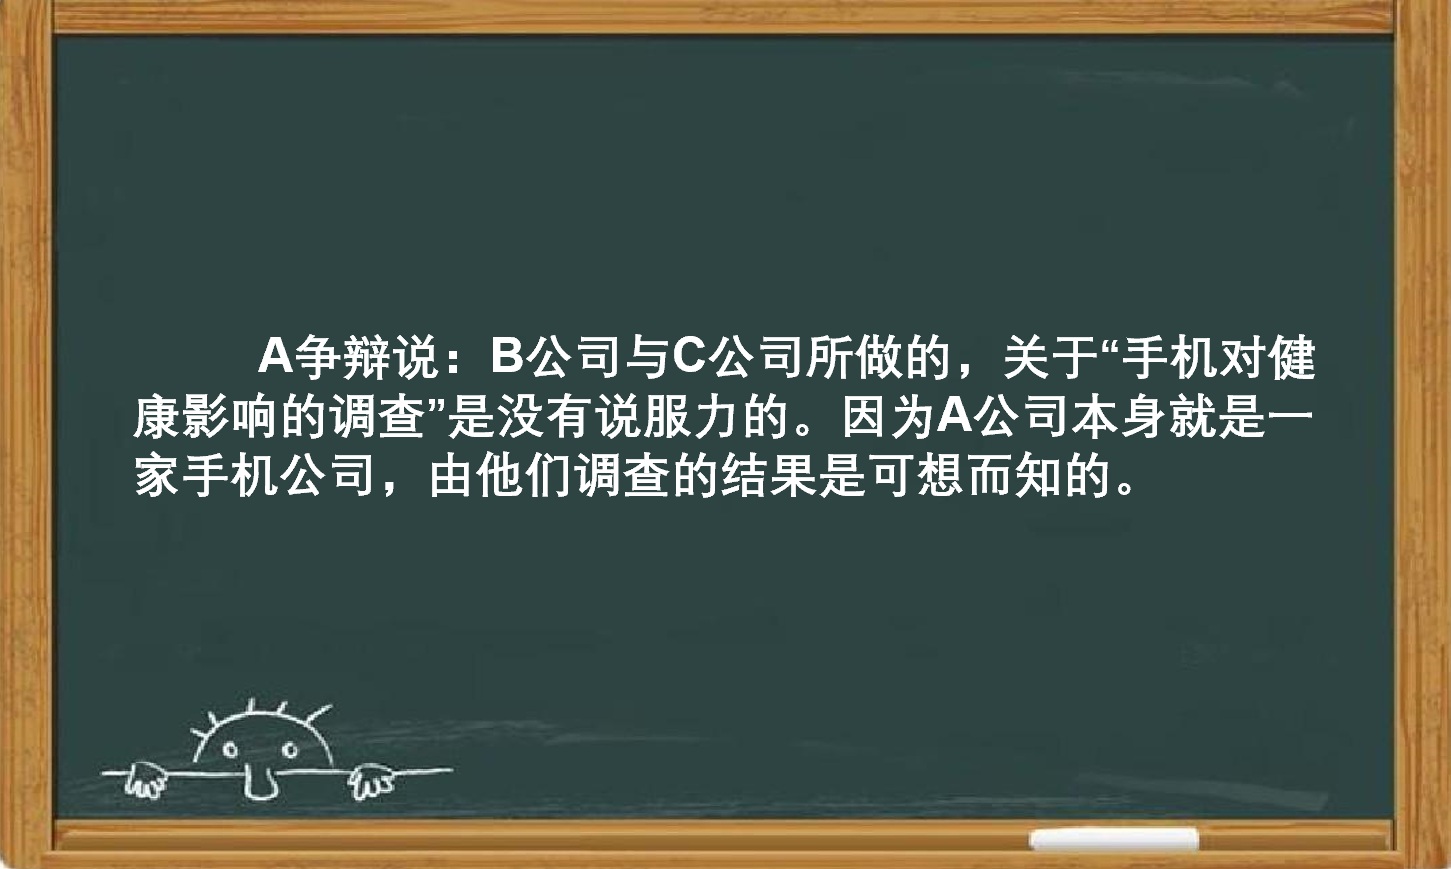 A争辩说：B公司与C公司所做的，关于“手机对健
康影响的调查”是没有说服力的。因为A公司本身就是一
家手机公司，由他们调查的结果是可想而知的。